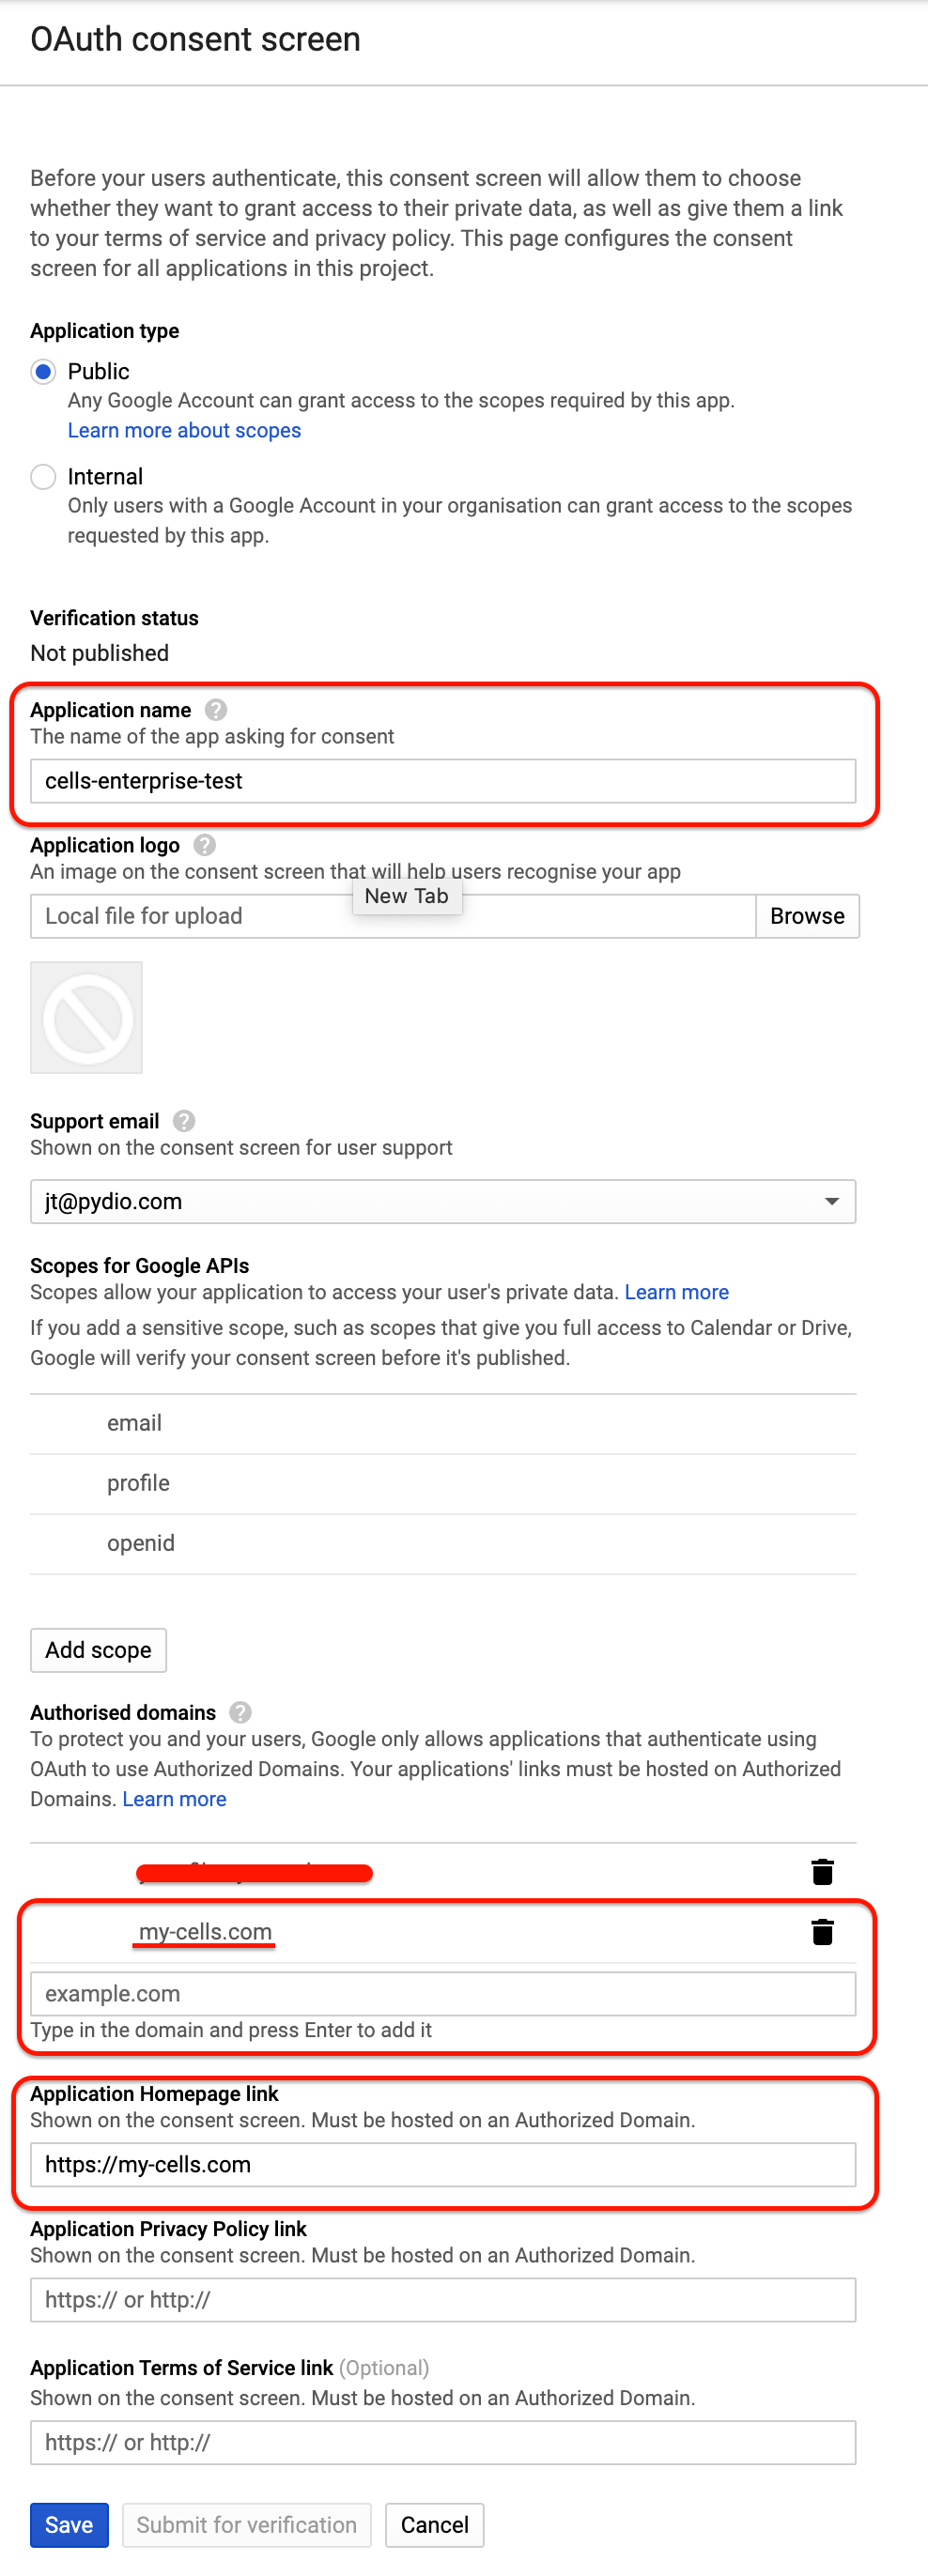 OAuth consent screen
Before your users authenticate, this consent screen will allow them to choose
whether they want to grant access to their private data, as well as give them a link
to your terms of service and privacy policy. This page configures the consent
screen for all applications in this project.
Application type
Public
Any Google Account can grant access to the scopes required by this app.
Learn more about scopes
Internal
Only users with a Google Account in your organisation can grant access to the scopes
requested by this app.
Verification status
Not published
Application name
The name of the app asking for consent
cells-enterprise-test
Application logo
An image on the consent screen that will help users recognise your app
New Tab
Local file for upload
Browse
Support email
Shown on the consent screen for user support
jt@pydio.com
Scopes for Google APIs
Scopes allow your application to access your user's private data. Learn more
If you add a sensitive scope, such as scopes that give you full access to Calendar or Drive,
Google will verify your consent screen before it's published.
email
profile
openid
Add scope
Authorised domains
To protect you and your users, Google only allows applications that authenticate using
OAuth to use Authorized Domains. Your applications' links must be hosted on Authorized
Domains. Learn more
my-cells.com
example.com
Type in the domain and press Enter to add it
Application Homepage link
Shown on the consent screen. Must be hosted on an Authorized Domain.
https://my-cells.com
Application Privacy Policy link
Shown on the consent screen. Must be hosted on an Authorized Domain.
https:// or http://
Application Terms of Service link (Optional)
Shown on the consent screen. Must be hosted on an Authorized Domain.
https:// or http://
Save
Submit for verification
Cancel